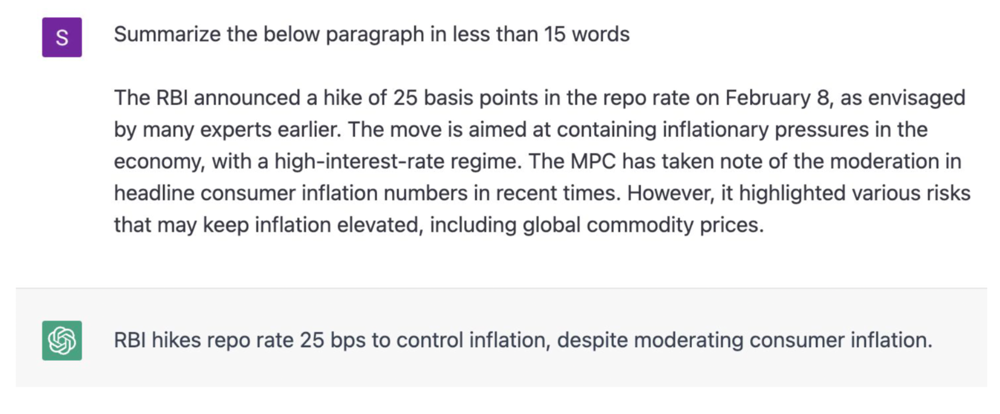 S
Summarize the below paragraph in less than 15 words
The RBI announced a hike of 25 basis points in the repo rate on February 8, as envisaged
by many experts earlier. The move is aimed at containing inflationary pressures in the
economy, with a high-interest-rate regime. The MPC has taken note of the moderation in
headline consumer inflation numbers in recent times. However, it highlighted various risks
that may keep inflation elevated, including global commodity prices.
RBI hikes repo rate 25 bps to control inflation, despite moderating consumer inflation.